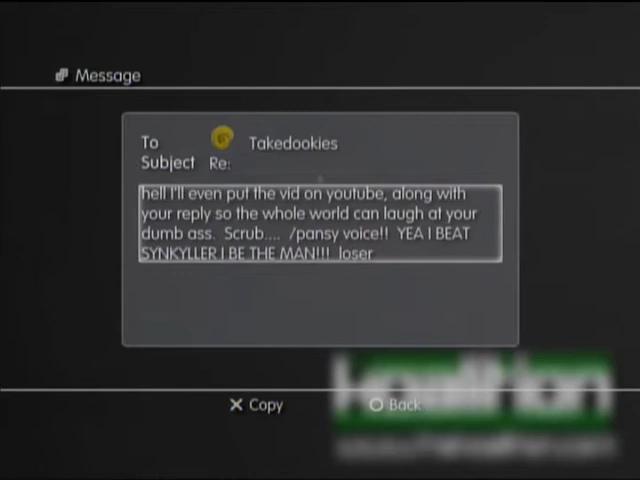 Message
To Takedookies
Subject Re:
hell I'll even put the vid on youtube, along with
your reply so the whole world can laugh at your
dumb ass. Scrub.... /pansy voice!! YEA I BEAT
SYNKYLLER I BE THE MAN!!! loser
X Copy O Back